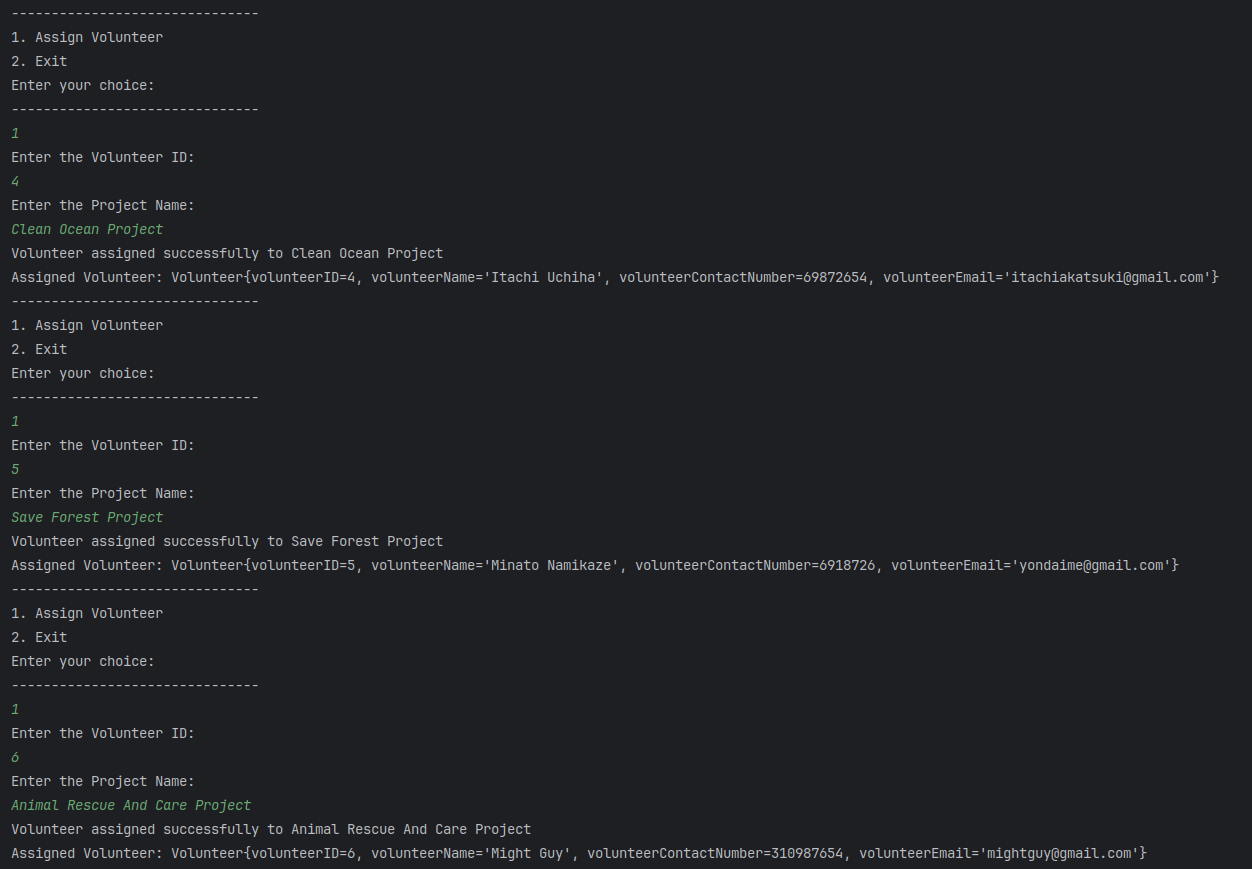 -------------------------------
1. Assign Volunteer
2. Exit
Enter your choice:
-------------------------------
1
Enter the Volunteer ID:
4
Enter the Project Name:
Clean Ocean Project
Volunteer assigned successfully to Clean Ocean Project
Assigned Volunteer: Volunteer{volunteerID=4, volunteerName='Itachi Uchiha', volunteerContactNumber=69872654, volunteerEmail='itachiakatsuki@gmail.com'}
-------------------------------
1. Assign Volunteer
2. Exit
Enter your choice:
-------------------------------
1
Enter the Volunteer ID:
5
Enter the Project Name:
Save Forest Project
Volunteer assigned successfully to Save Forest Project
Assigned Volunteer: Volunteer{volunteerID=5, volunteerName='Minato Namikaze', volunteerContactNumber=6918726, volunteerEmail='yondaime@gmail.com'}
-------------------------------
1. Assign Volunteer
2. Exit
Enter your choice:
-------------------------------
1
Enter the Volunteer ID:
6
Enter the Project Name:
Animal Rescue And Care Project
Volunteer assigned successfully to Animal Rescue And Care Project
Assigned Volunteer: Volunteer{volunteerID=6, volunteerName='Might Guy', volunteerContactNumber=310987654, volunteerEmail='mightguy@gmail.com'}